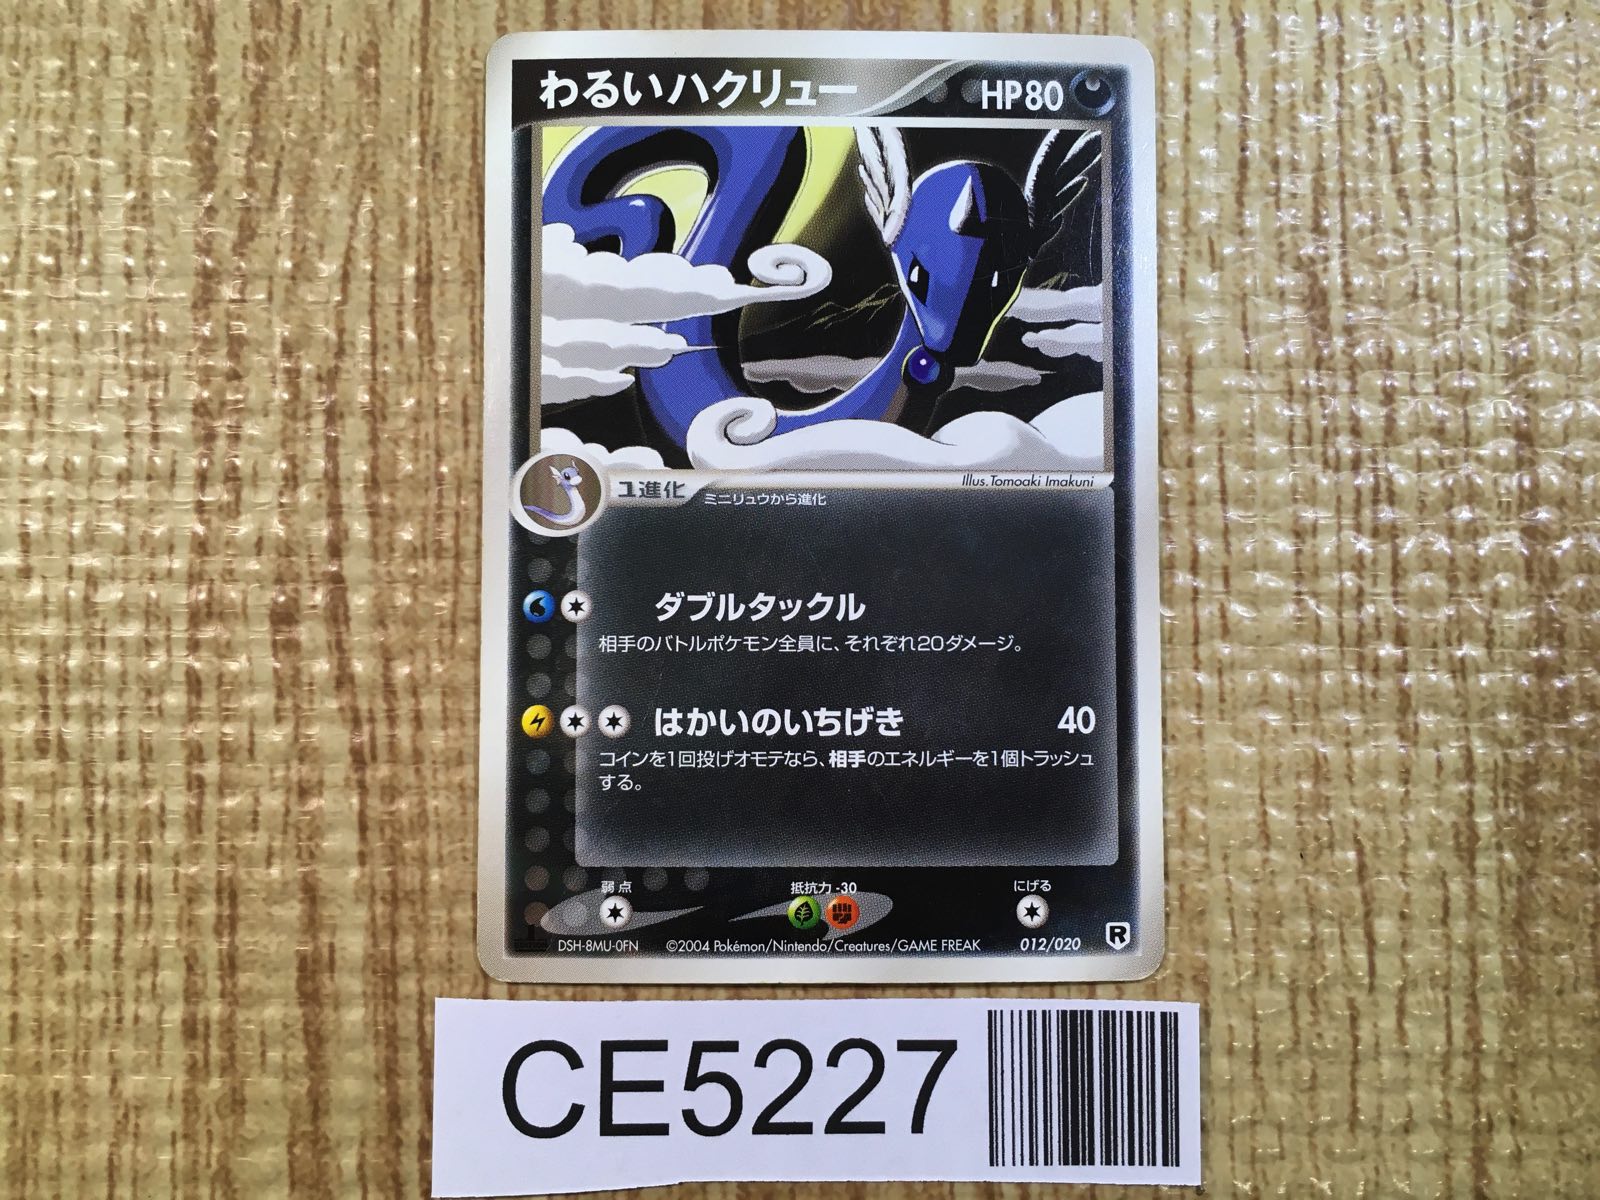 わるいハクリュー HP80
Illus. Tomoaki Imakuni
1進化 ミニリュウから進化
ダブルタックル
相手のバトルポケモン全員に、それぞれ20ダメージ。
はかいのいちげき 40
コインを1回投げオモテなら、相手のエネルギーを1個トラッシュ
する。
弱点 抵抗力 -30 にげる
DSH-8MU-0FN ©2004 Pokémon/Nintendo/Creatures/GAME FREAK 012/020 R
CE5227